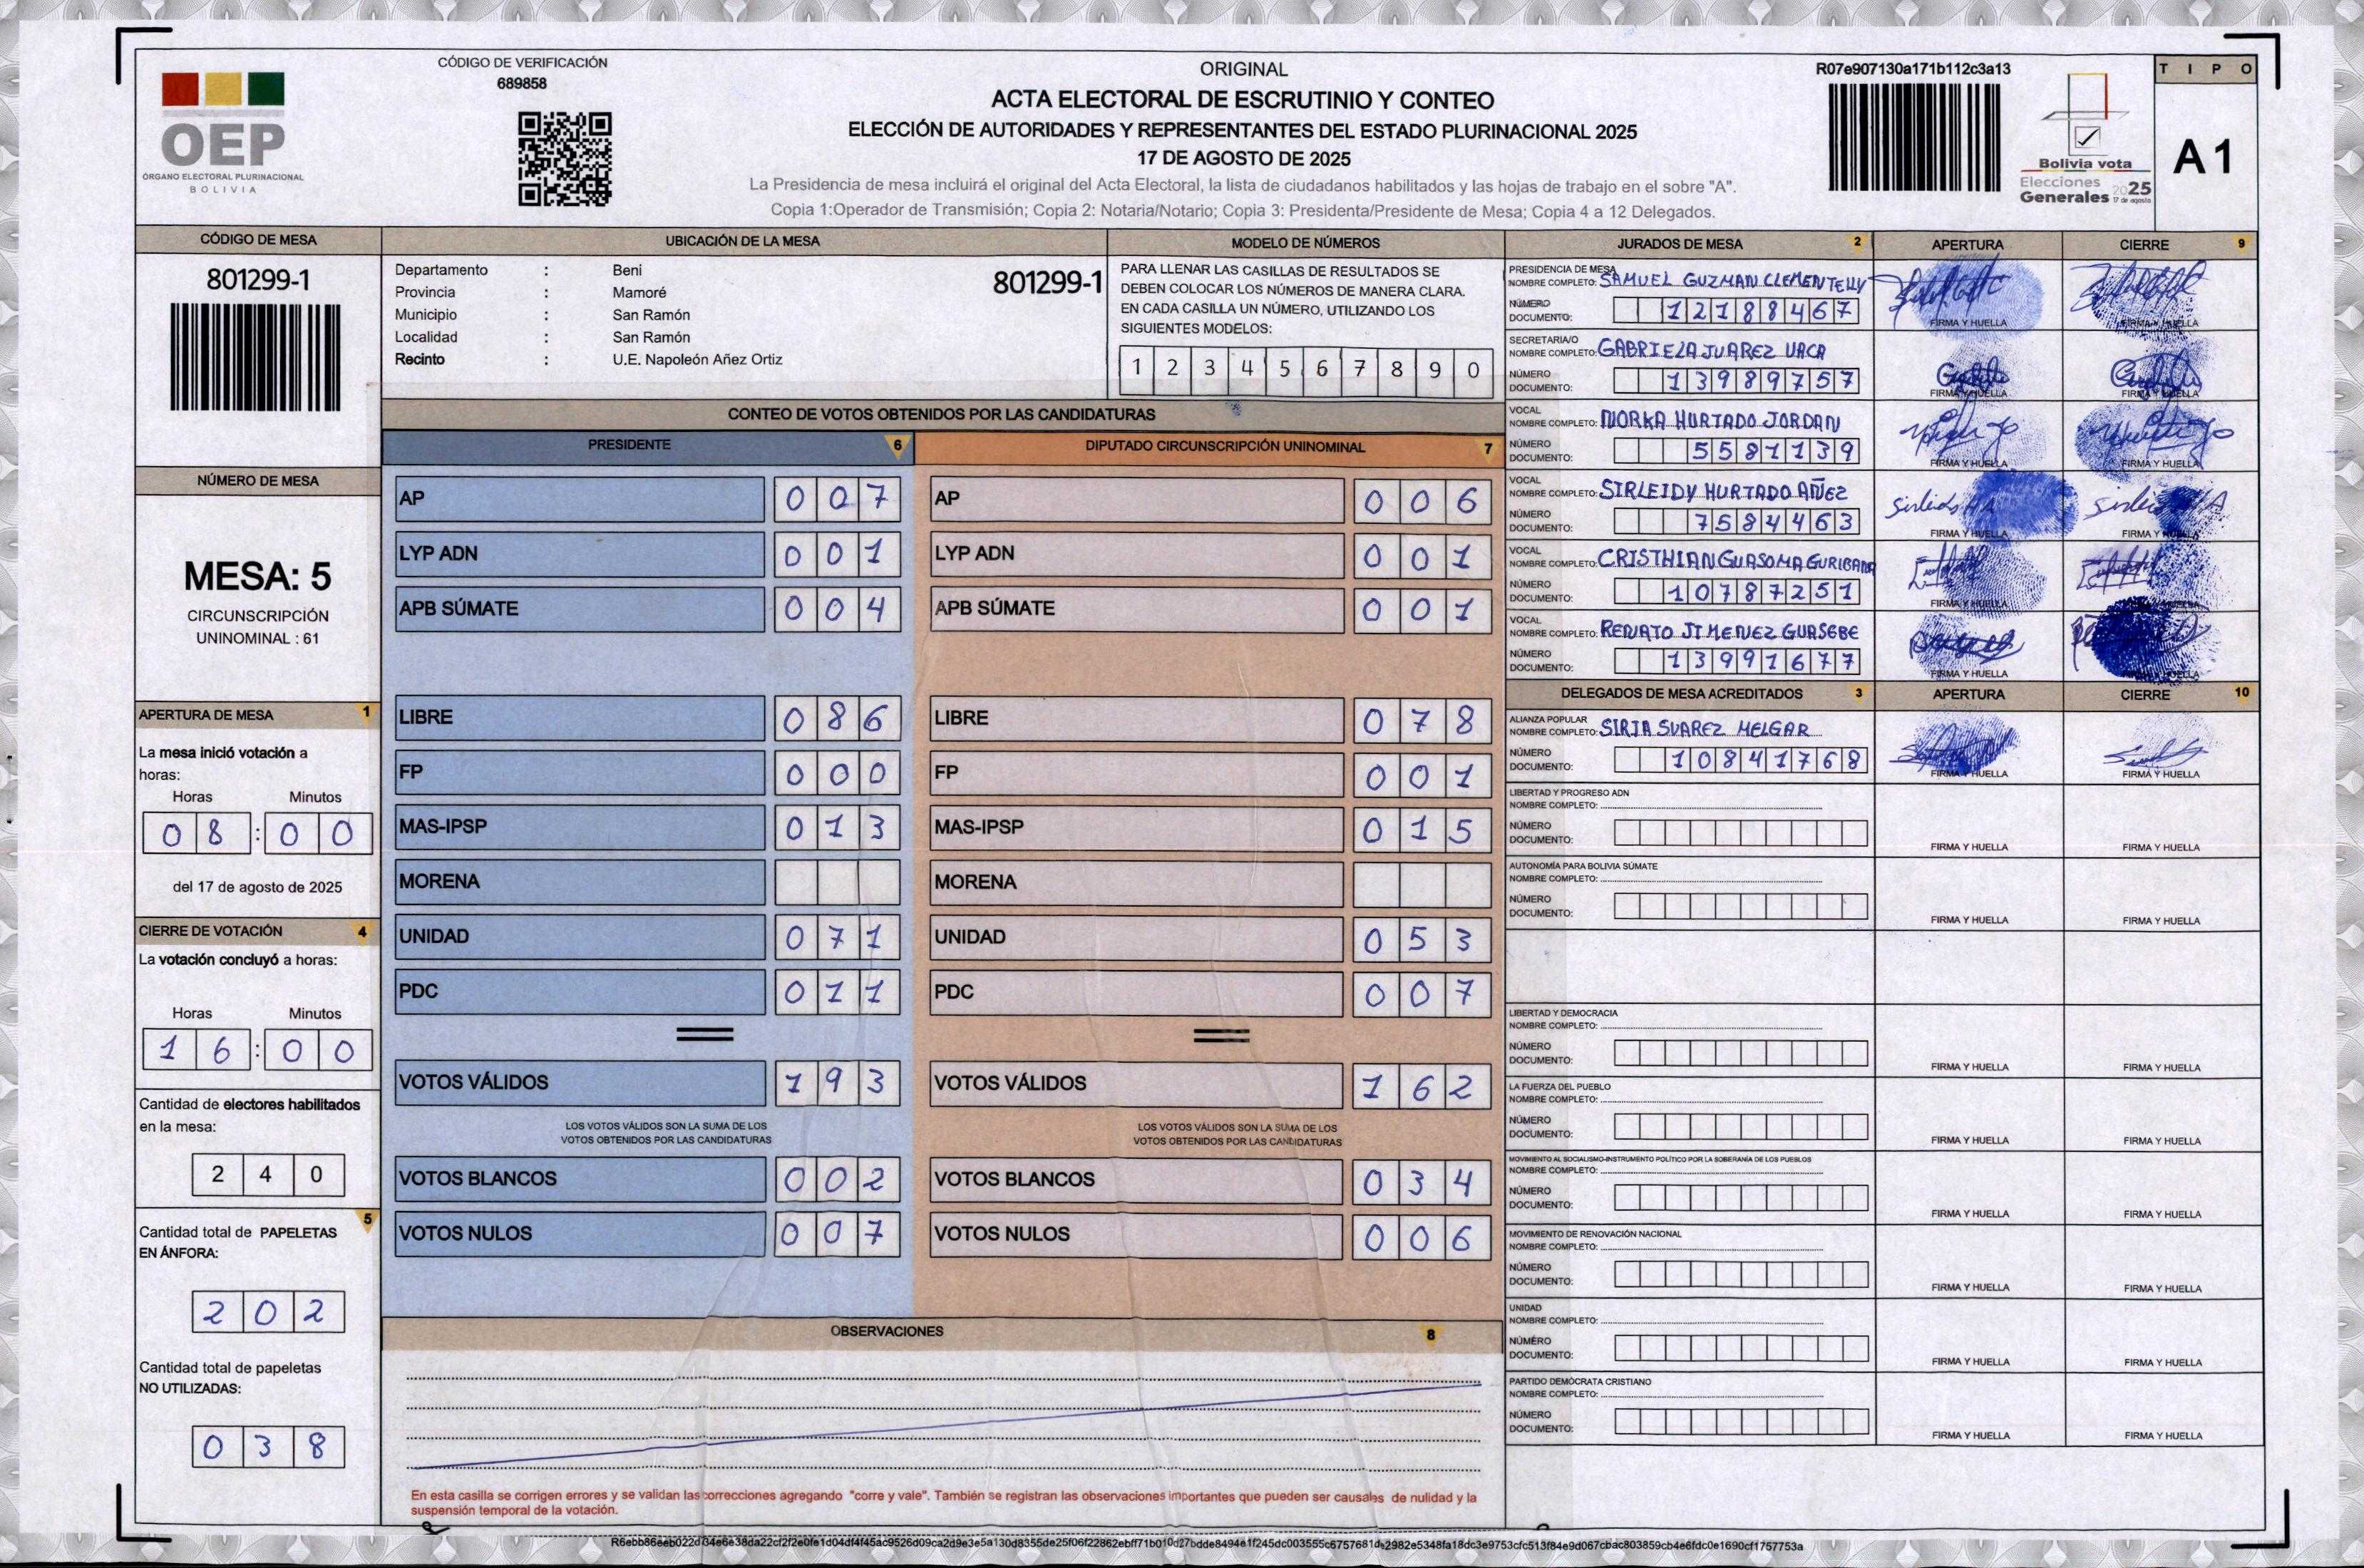 CÓDIGO DE VERIFICACIÓN
689858
OEP
ÓRGANO ELECTORAL PLURINACIONAL
BOLIVIA
ORIGINAL
ACTA ELECTORAL DE ESCRUTINIO Y CONTEO
ELECCIÓN DE AUTORIDADES Y REPRESENTANTES DEL ESTADO PLURINACIONAL 2025
17 DE AGOSTO DE 2025
La Presidencia de mesa incluirá el original del Acta Electoral, la lista de ciudadanos habilitados y las hojas de trabajo en el sobre "A".
Copia 1:Operador de Transmisión; Copia 2: Notaria/Notario; Copia 3: Presidenta/Presidente de Mesa; Copia 4 a 12 Delegados.
R07e907130a171b112c3a13
Bolivia vota
Elecciones
Generales 2025
17 de agosto
TIPO
A1
CÓDIGO DE MESA
801299-1
NÚMERO DE MESA
MESA: 5
CIRCUNSCRIPCIÓN
UNINOMINAL : 61
APERTURA DE MESA 1
La mesa inició votación a
horas:
Horas Minutos
08:00
del 17 de agosto de 2025
CIERRE DE VOTACIÓN 4
La votación concluyó a horas:
Horas Minutos
16:00
Cantidad de electores habilitados
en la mesa:
240
5
Cantidad total de PAPELETAS
EN ÁNFORA:
202
Cantidad total de papeletas
NO UTILIZADAS:
038
UBICACIÓN DE LA MESA
Departamento : Beni
801299-1
Provincia : Mamoré
Municipio : San Ramón
Localidad : San Ramón
Recinto : U.E. Napoleón Añez Ortiz
MODELO DE NÚMEROS
PARA LLENAR LAS CASILLAS DE RESULTADOS SE
DEBEN COLOCAR LOS NÚMEROS DE MANERA CLARA.
EN CADA CASILLA UN NÚMERO, UTILIZANDO LOS
SIGUIENTES MODELOS:
1 2 3 4 5 6 7 8 9 0
CONTEO DE VOTOS OBTENIDOS POR LAS CANDIDATURAS
PRESIDENTE 6
AP 007
LYP ADN 001
APB SÚMATE 004
LIBRE 086
FP 000
MAS-IPSP 013
MORENA
UNIDAD 071
PDC 011
VOTOS VÁLIDOS 193
LOS VOTOS VÁLIDOS SON LA SUMA DE LOS
VOTOS OBTENIDOS POR LAS CANDIDATURAS
VOTOS BLANCOS 002
VOTOS NULOS 007
DIPUTADO CIRCUNSCRIPCIÓN UNINOMINAL 7
AP 006
LYP ADN 001
APB SÚMATE 001
LIBRE 078
FP 001
MAS-IPSP 015
MORENA
UNIDAD 053
PDC 007
VOTOS VÁLIDOS 162
LOS VOTOS VÁLIDOS SON LA SUMA DE LOS
VOTOS OBTENIDOS POR LAS CANDIDATURAS
VOTOS BLANCOS 034
VOTOS NULOS 006
OBSERVACIONES 8
En esta casilla se corrigen errores y se validan las correcciones agregando "corre y vale". También se registran las observaciones importantes que pueden ser causales de nulidad y la
suspensión temporal de la votación.
JURADOS DE MESA 2 APERTURA CIERRE 9
PRESIDENCIA DE MESA
NOMBRE COMPLETO: SAMUEL GUZMAN CLEMENTELLY
NÚMERO
DOCUMENTO: 12188467
FIRMA Y HUELLA FIRMA Y HUELLA
SECRETARIA/O
NOMBRE COMPLETO: GABRIELA JUAREZ VACA
NÚMERO
DOCUMENTO: 13989757
FIRMA Y HUELLA FIRMA Y HUELLA
VOCAL
NOMBRE COMPLETO: NORKA HURTADO JORDAN
NÚMERO
DOCUMENTO: 5581139
FIRMA Y HUELLA FIRMA Y HUELLA
VOCAL
NOMBRE COMPLETO: SIRLEIDY HURTADO AÑEZ
NÚMERO
DOCUMENTO: 7584463
FIRMA Y HUELLA FIRMA Y HUELLA
VOCAL
NOMBRE COMPLETO: CRISTHIAN GUASOMA
NÚMERO
DOCUMENTO: 10787251
FIRMA Y HUELLA FIRMA Y HUELLA
VOCAL
NOMBRE COMPLETO: RENATO JIMENEZ GUASEBE
NÚMERO
DOCUMENTO: 13991677
FIRMA Y HUELLA FIRMA Y HUELLA
DELEGADOS DE MESA ACREDITADOS 3 APERTURA CIERRE 10
ALIANZA POPULAR
NOMBRE COMPLETO: SIRIA SUAREZ MELGAR
NÚMERO
DOCUMENTO: 10841768
FIRMA Y HUELLA FIRMA Y HUELLA
LIBERTAD Y PROGRESO ADN
NOMBRE COMPLETO:
NÚMERO
DOCUMENTO:
FIRMA Y HUELLA FIRMA Y HUELLA
AUTONOMÍA PARA BOLIVIA SÚMATE
NOMBRE COMPLETO:
NÚMERO
DOCUMENTO:
FIRMA Y HUELLA FIRMA Y HUELLA
LIBERTAD Y DEMOCRACIA
NOMBRE COMPLETO:
NÚMERO
DOCUMENTO:
FIRMA Y HUELLA FIRMA Y HUELLA
LA FUERZA DEL PUEBLO
NOMBRE COMPLETO:
NÚMERO
DOCUMENTO:
FIRMA Y HUELLA FIRMA Y HUELLA
MOVIMIENTO AL SOCIALISMO-INSTRUMENTO POLÍTICO POR LA SOBERANÍA DE LOS PUEBLOS
NOMBRE COMPLETO:
NÚMERO
DOCUMENTO:
FIRMA Y HUELLA FIRMA Y HUELLA
MOVIMIENTO DE RENOVACIÓN NACIONAL
NOMBRE COMPLETO:
NÚMERO
DOCUMENTO:
FIRMA Y HUELLA FIRMA Y HUELLA
UNIDAD
NOMBRE COMPLETO:
NÚMERO
DOCUMENTO:
FIRMA Y HUELLA FIRMA Y HUELLA
PARTIDO DEMÓCRATA CRISTIANO
NOMBRE COMPLETO:
NÚMERO
DOCUMENTO:
FIRMA Y HUELLA FIRMA Y HUELLA